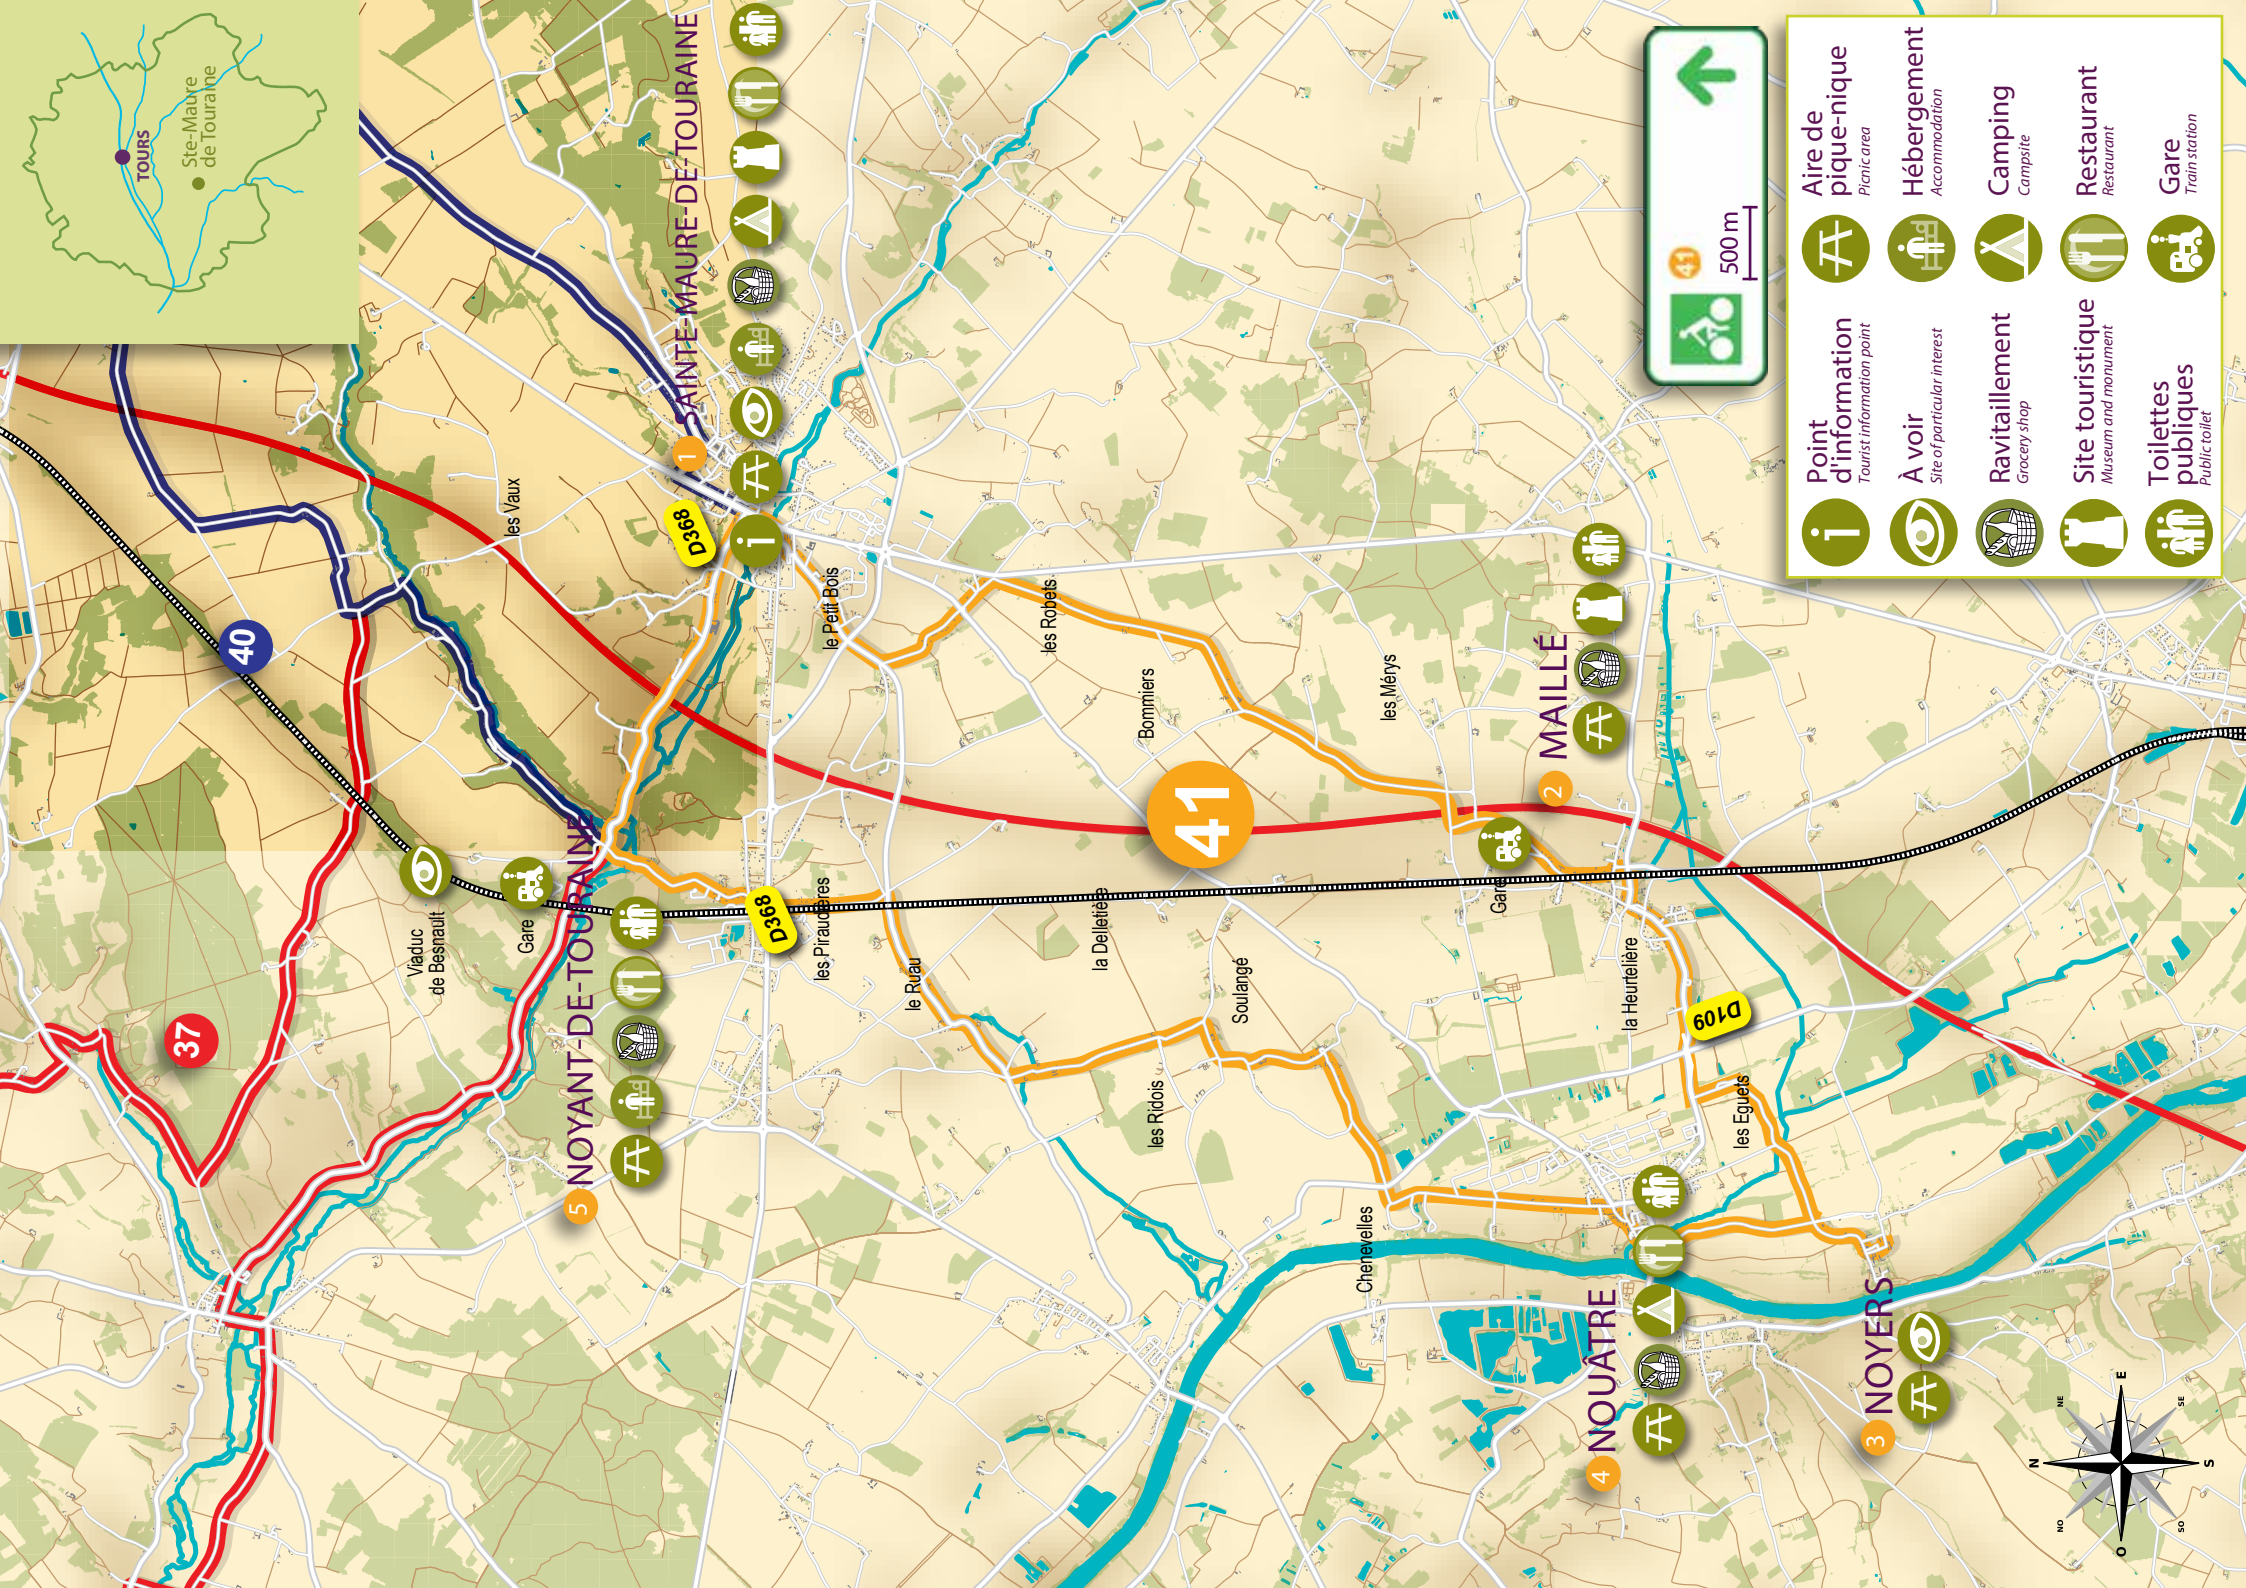 TOURS
Ste-Maure
de Touraine
40
37
41
les Vaux
Viaduc
de Besnault
Gare
D368
1
SAINTE-MAURE-DE-TOURAINE
i
5
NOYANT-DE-TOURAINE
D368
le Petit Bois
les Piraudières
le Ruau
les Robets
la Delletière
Bommiers
les Ridois
Soulangé
les Mérys
Chenevelles
Gare
2
MAILLÉ
la Heurtelière
D109
les Eguets
4
NOUÂTRE
3
NOYERS
41
500 m
i
Point
d'information
Tourist information point
À voir
Site of particular interest
Ravitaillement
Grocery shop
Site touristique
Museum and monument
Toilettes
publiques
Public toilet
Aire de
pique-nique
Picnic area
Hébergement
Accommodation
Camping
Campsite
Restaurant
Restaurant
Gare
Train station
N
NE
E
SE
S
SO
O
NO